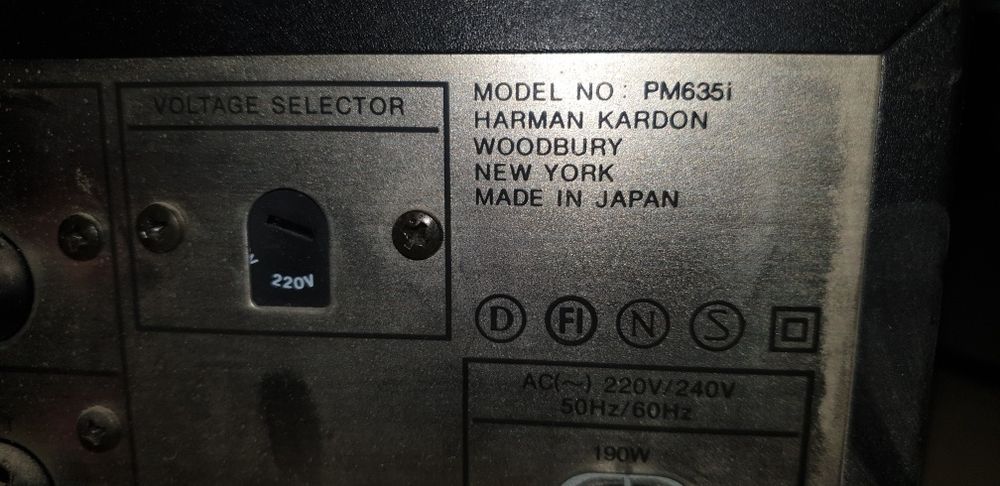 VOLTAGE SELECTOR
220V
MODEL NO : PM635i
HARMAN KARDON
WOODBURY
NEW YORK
MADE IN JAPAN
D FI N S
AC(~) 220V/240V
50Hz/60Hz
190W